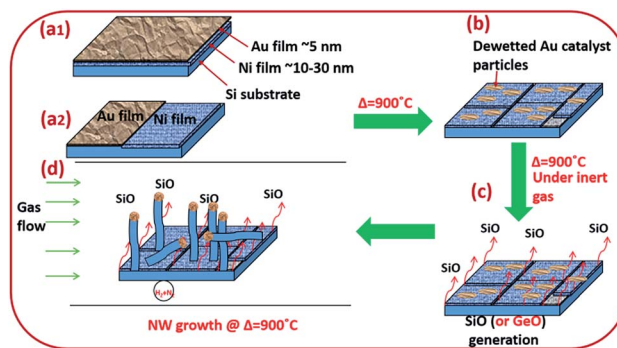 (a1)
Au film ~5 nm
Ni film ~10-30 nm
Si substrate
(a2)
Au film
Ni film
Δ=900˚C
(b)
Dewetted Au catalyst
particles
Δ=900˚C
Under inert
gas
(c)
SiO
SiO
SiO
SiO
SiO (or GeO)
generation
(d)
Gas
flow
SiO
SiO
SiO
SiO
H₂+N₂
NW growth @ Δ=900˚C